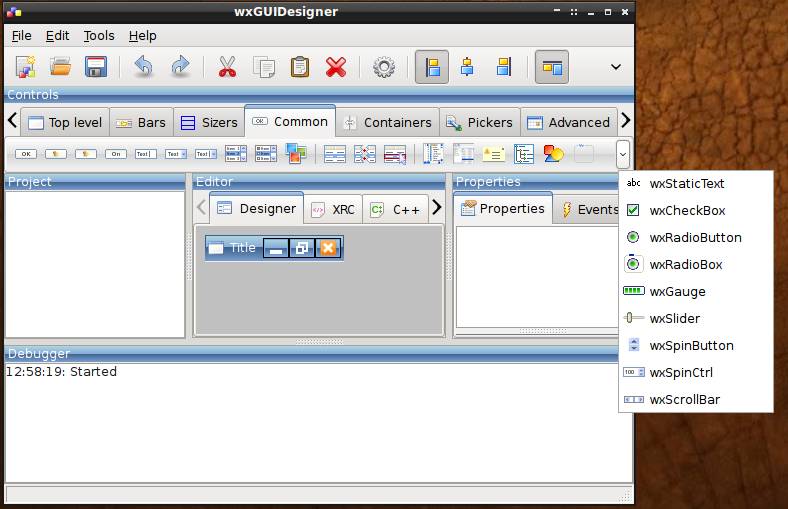 wxGUIDesigner
File Edit Tools Help
Controls
Top level Bars Sizers Common Containers Pickers Advanced
OK On Text Text Text
Project Editor Properties
Designer XRC C++ Properties Events
Title
abc wxStaticText
wxCheckBox
wxRadioButton
wxRadioBox
wxGauge
wxSlider
wxSpinButton
100 wxSpinCtrl
wxScrollBar
Debugger
12:58:19: Started